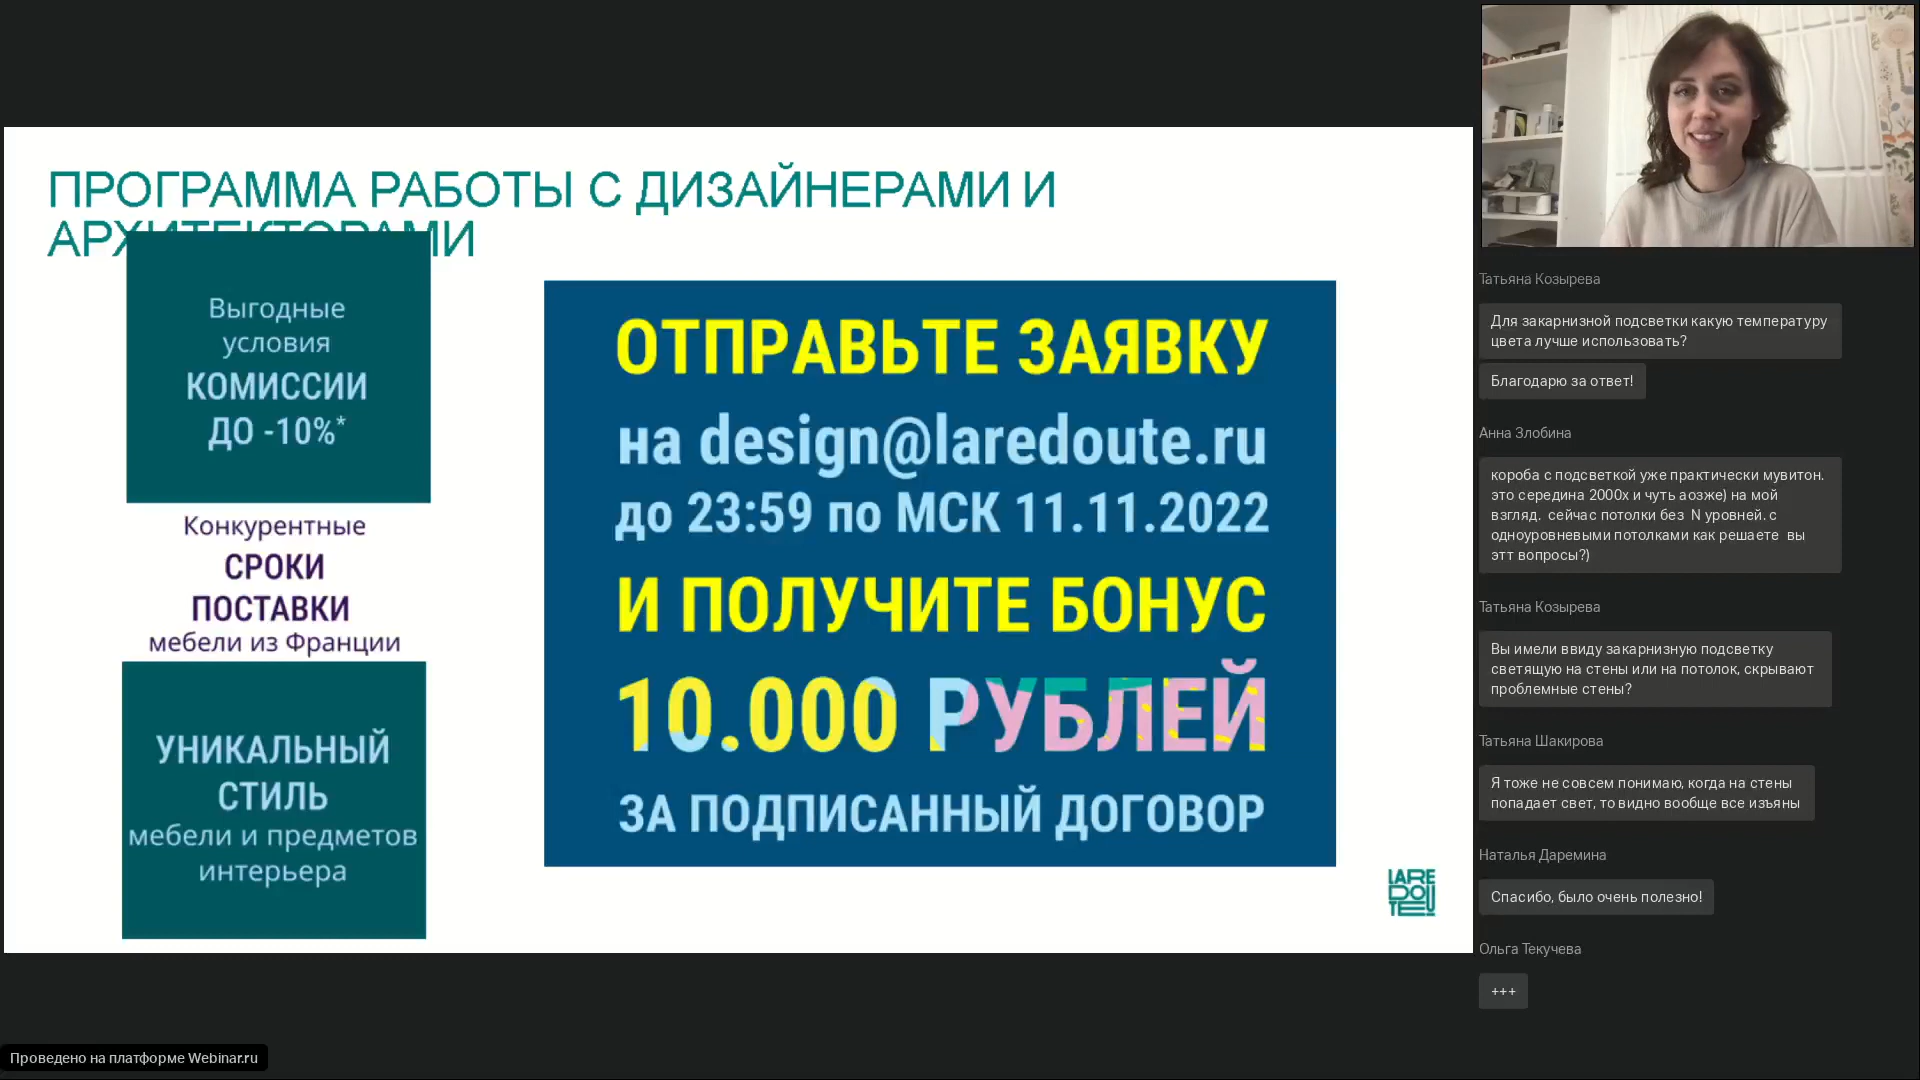 ПРОГРАММА РАБОТЫ С ДИЗАЙНЕРАМИ И
АРХИТЕКТОРАМИ
Выгодные
условия
КОМИССИИ
ДО -10%*
Конкурентные
СРОКИ
ПОСТАВКИ
мебели из Франции
УНИКАЛЬНЫЙ
СТИЛЬ
мебели и предметов
интерьера
ОТПРАВЬТЕ ЗАЯВКУ
на design@laredoute.ru
до 23:59 по МСК 11.11.2022
И ПОЛУЧИТЕ БОНУС
10.000 РУБЛЕЙ
ЗА ПОДПИСАННЫЙ ДОГОВОР
LA RE
DOU
TE
Татьяна Козырева
Для закарнизной подсветки какую температуру
цвета лучше использовать?
Благодарю за ответ!
Анна Злобина
короба с подсветкой уже практически мувитон.
это середина 2000х и чуть аозже) на мой
взгляд. сейчас потолки без N уровней. с
одноуровневыми потолками как решаете вы
этт вопросы?)
Татьяна Козырева
Вы имели ввиду закарнизную подсветку
светящую на стены или на потолок, скрывают
проблемные стены?
Татьяна Шакирова
Я тоже не совсем понимаю, когда на стены
попадает свет, то видно вообще все изъяны
Наталья Даремина
Спасибо, было очень полезно!
Ольга Текучева
+++
Проведено на платформе Webinar.ru